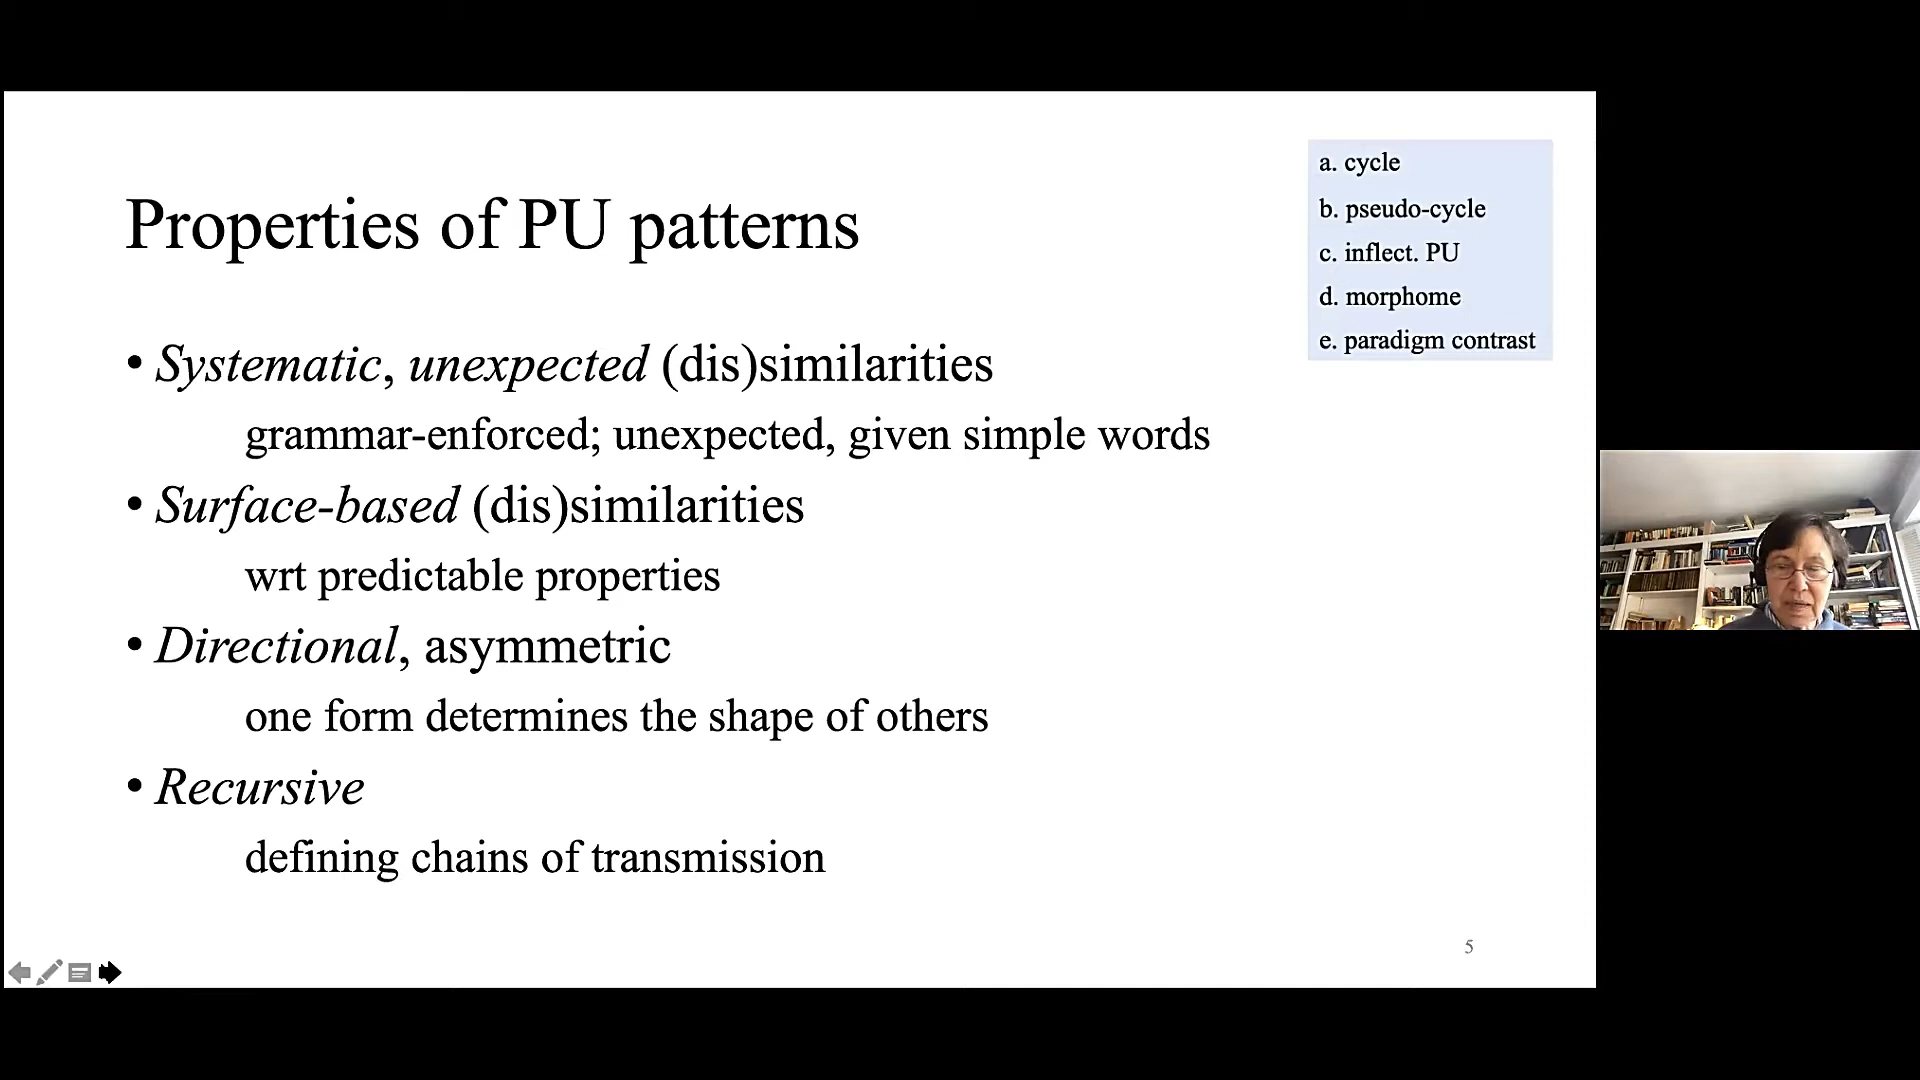 Properties of PU patterns
a. cycle
b. pseudo-cycle
c. inflect. PU
d. morphome
e. paradigm contrast
• Systematic, unexpected (dis)similarities
grammar-enforced; unexpected, given simple words
• Surface-based (dis)similarities
wrt predictable properties
• Directional, asymmetric
one form determines the shape of others
• Recursive
defining chains of transmission
5